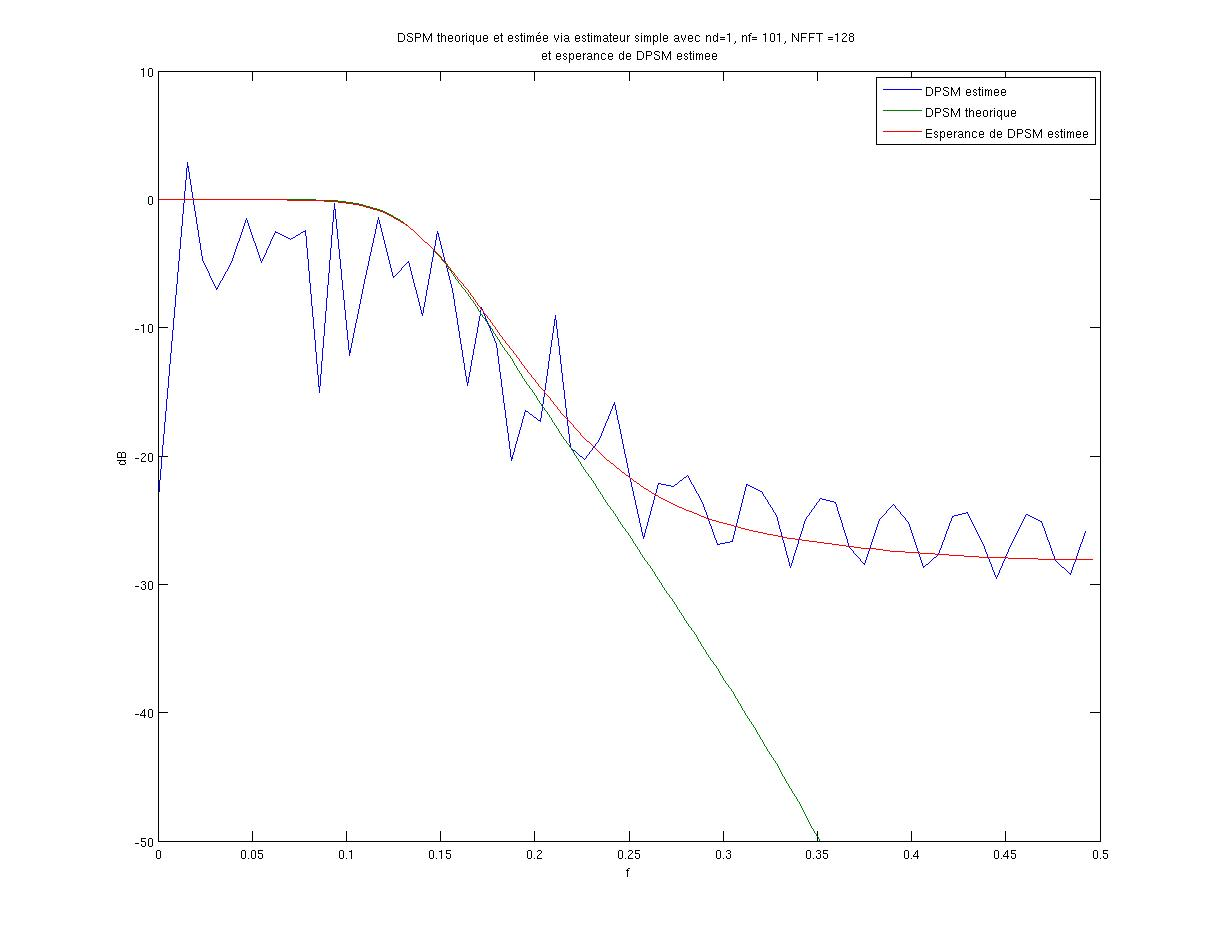 DSPM theorique et estimée via estimateur simple avec nd=1, nf= 101, NFFT =128
et esperance de DPSM estimee
DPSM estimee
DPSM theorique
Esperance de DPSM estimee
10
0
-10
-20
-30
-40
-50
dB
0
0.05
0.1
0.15
0.2
0.25
0.3
0.35
0.4
0.45
0.5
f